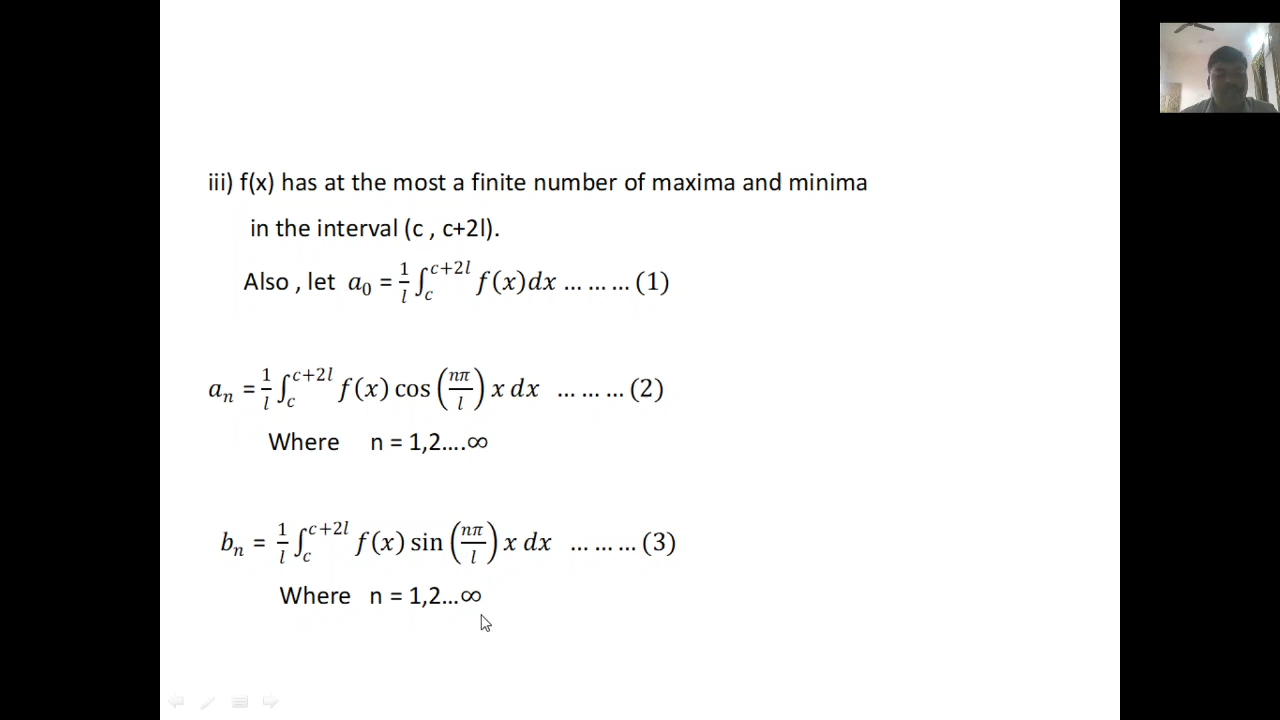 iii) f(x) has at the most a finite number of maxima and minima
in the interval (c , c+2l).
Also , let a₀ = 1/l ∫_c^{c+2l} f(x)dx ... ... ... (1)
aₙ = 1/l ∫_c^{c+2l} f(x) cos (nπ/l) x dx ... ... ... (2)
Where n = 1,2....∞
bₙ = 1/l ∫_c^{c+2l} f(x) sin (nπ/l) x dx ... ... ... (3)
Where n = 1,2...∞